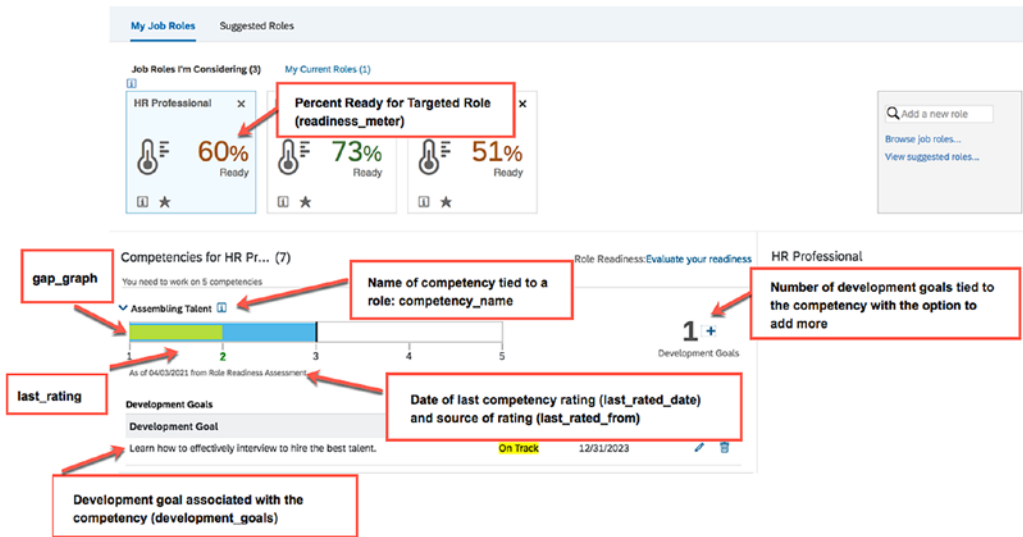 My Job Roles Suggested Roles
Job Roles I'm Considering (3) My Current Roles (1)
HR Professional
Percent Ready for Targeted Role
(readiness_meter)
60%
Ready
73%
Ready
51%
Ready
Add a new role
Browse job roles...
View suggested roles...
Competencies for HR Pr... (7)
Role Readiness:Evaluate your readiness
HR Professional
You need to work on 5 competencies
gap_graph
Name of competency tied to a
role: competency_name
Number of development goals tied to
the competency with the option to
add more
Assembling Talent
1 2 3 4 5
1 +
Development Goals
As of 04/03/2021 from Role Readiness Assessment
last_rating
Date of last competency rating (last_rated_date)
and source of rating (last_rated_from)
Development Goals
Development Goal
Learn how to effectively interview to hire the best talent. On Track 12/31/2023
Development goal associated with the
competency (development_goals)